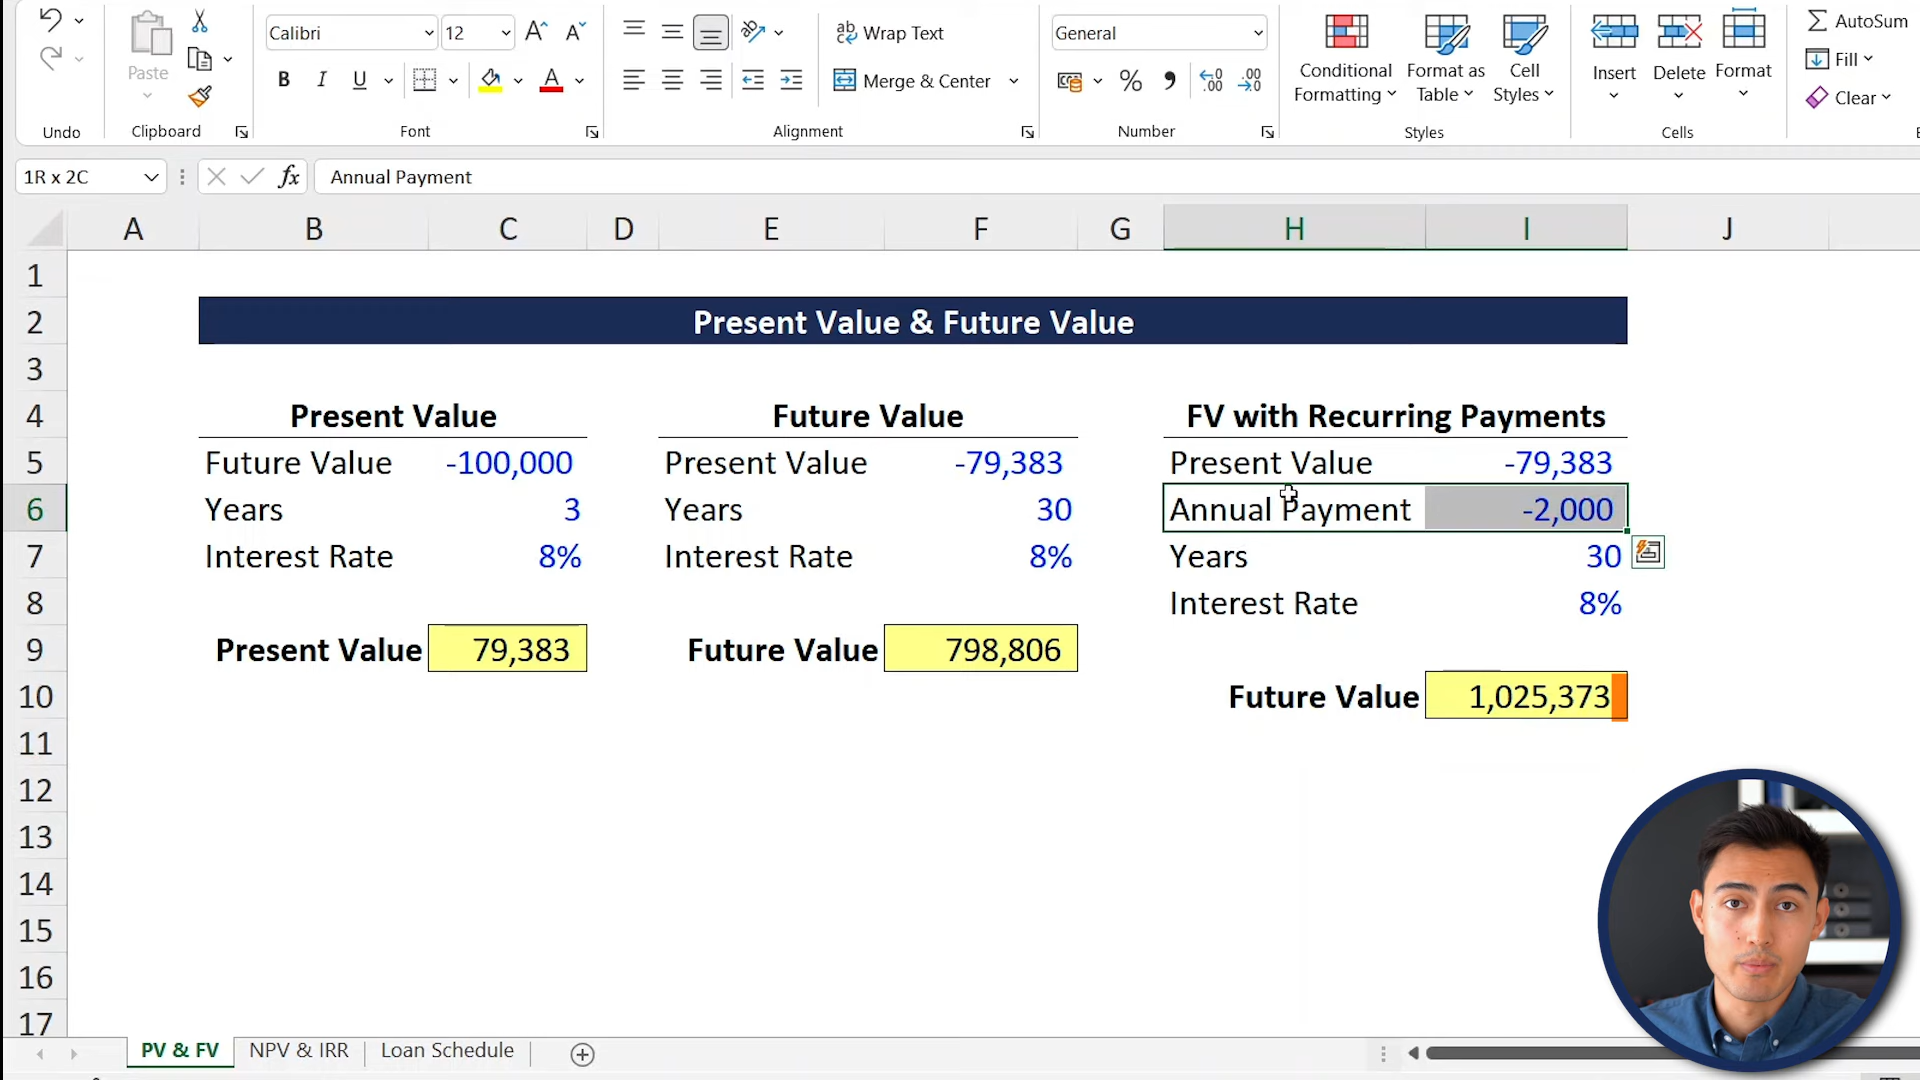 Calibri 12 Wrap Text General AutoSum
Paste B I U Merge & Center % Conditional Formatting Format as Table Cell Styles Insert Delete Format Fill
Clear
Undo Clipboard Font Alignment Number Styles Cells
1R x 2C fx Annual Payment
A B C D E F G H I J
1
2 Present Value & Future Value
3
4 Present Value Future Value FV with Recurring Payments
5 Future Value -100,000 Present Value -79,383 Present Value -79,383
6 Years 3 Years 30 Annual Payment -2,000
7 Interest Rate 8% Interest Rate 8% Years 30
8 Interest Rate 8%
9 Present Value 79,383 Future Value 798,806
10 Future Value 1,025,373
11
12
13
14
15
16
17
PV & FV NPV & IRR Loan Schedule